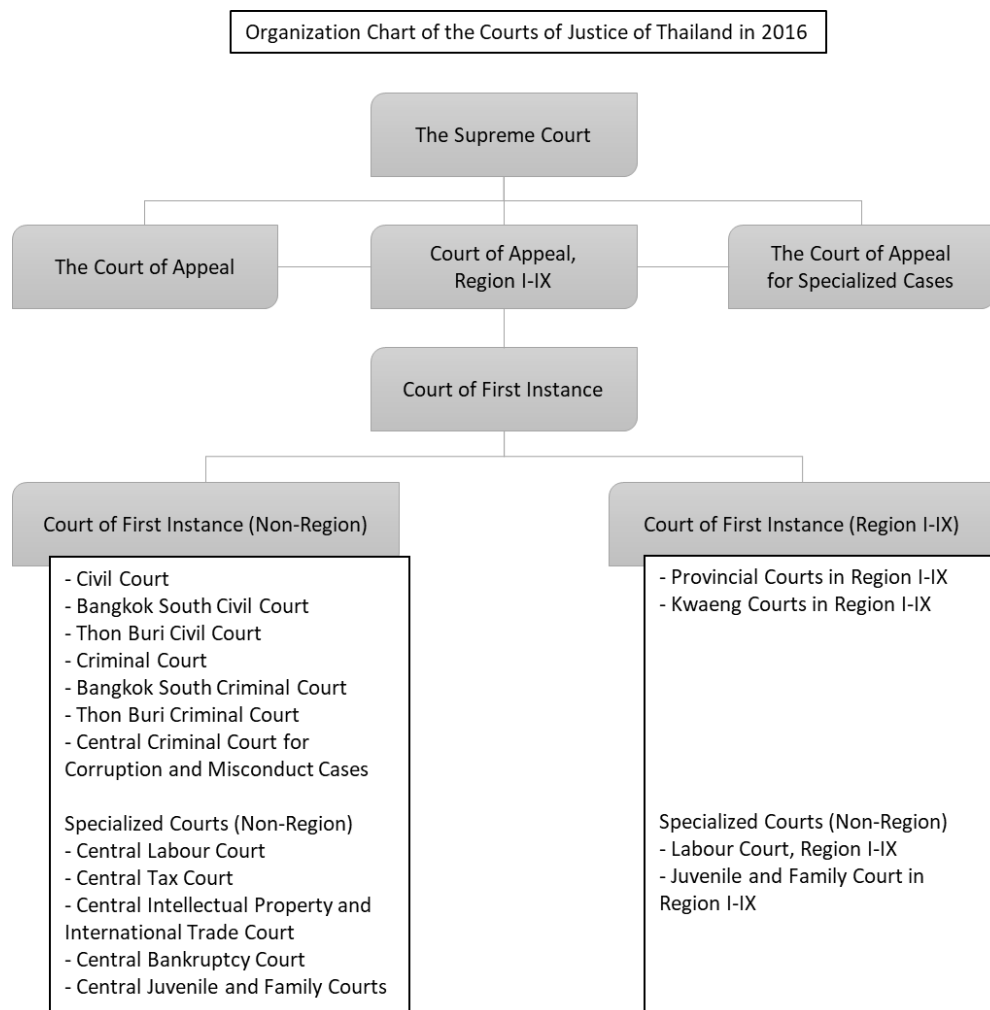 Organization Chart of the Courts of Justice of Thailand in 2016
The Supreme Court
The Court of Appeal
Court of Appeal,
Region I-IX
The Court of Appeal
for Specialized Cases
Court of First Instance
Court of First Instance (Non-Region)
- Civil Court
- Bangkok South Civil Court
- Thon Buri Civil Court
- Criminal Court
- Bangkok South Criminal Court
- Thon Buri Criminal Court
- Central Criminal Court for
Corruption and Misconduct Cases
Specialized Courts (Non-Region)
- Central Labour Court
- Central Tax Court
- Central Intellectual Property and
International Trade Court
- Central Bankruptcy Court
- Central Juvenile and Family Courts
Court of First Instance (Region I-IX)
- Provincial Courts in Region I-IX
- Kwaeng Courts in Region I-IX
Specialized Courts (Non-Region)
- Labour Court, Region I-IX
- Juvenile and Family Court in
Region I-IX